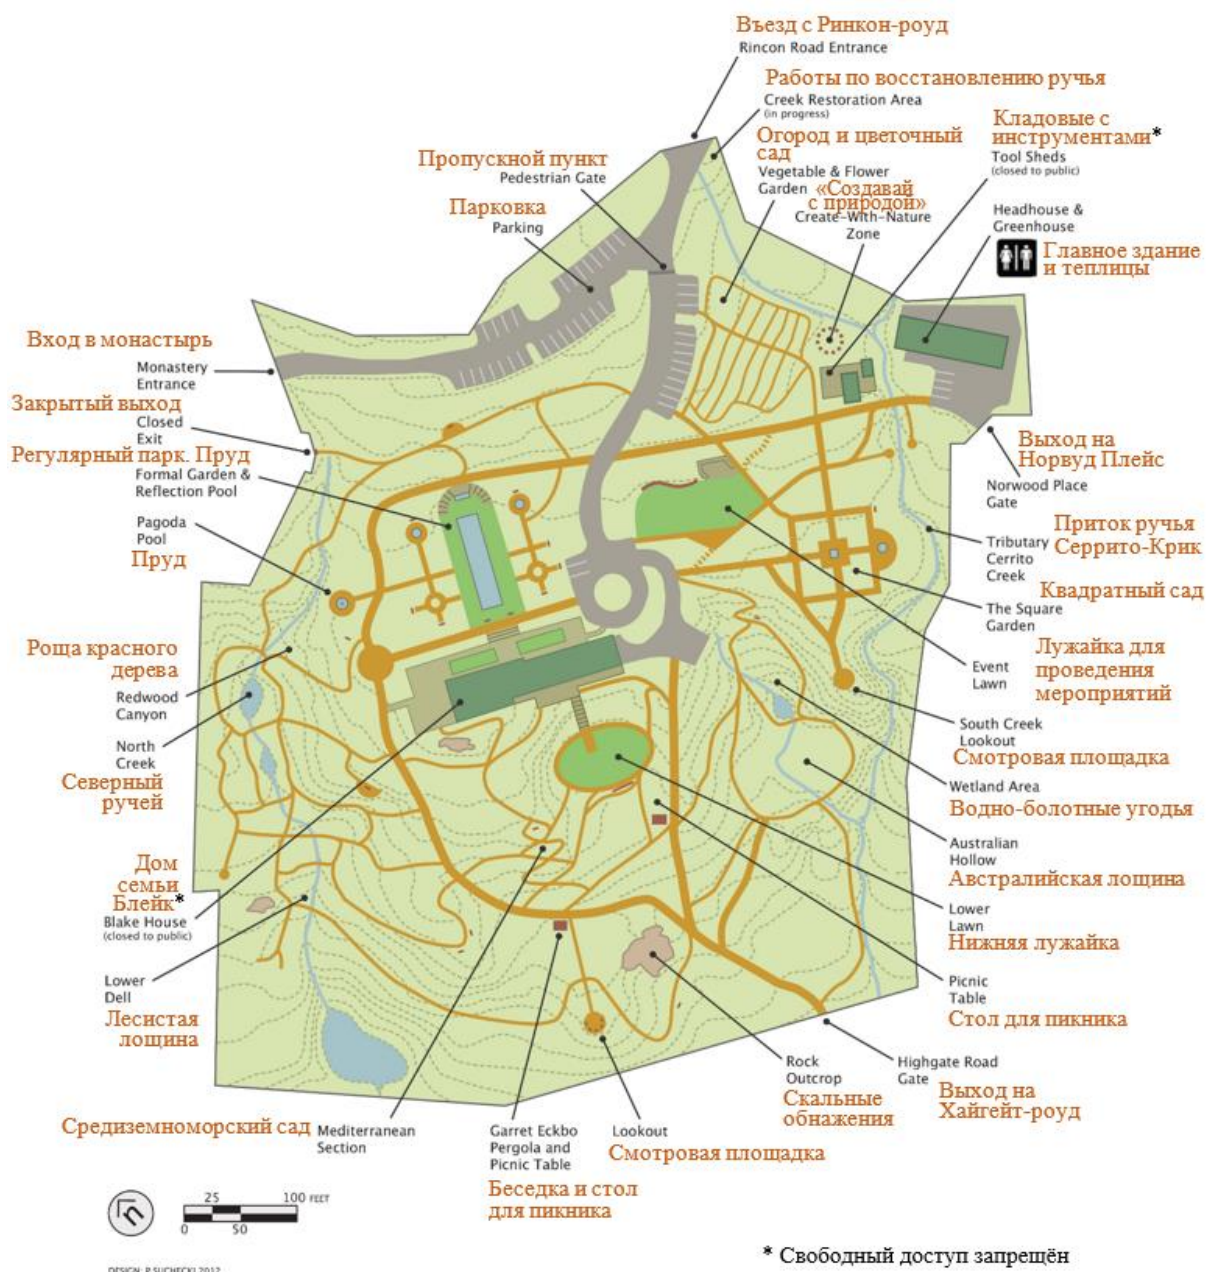 Въезд с Ринкон-роуд
Rincon Road Entrance
Работы по восстановлению ручья
Creek Restoration Area
(in progress)
Кладовые с
инструментами*
Tool Sheds
(closed to public)
Огород и цветочный
сад
Vegetable & Flower
Garden
«Создавай
с природой»
Create-With-Nature
Zone
Пропускной пункт
Pedestrian Gate
Парковка
Parking
Headhouse &
Greenhouse
Главное здание
и теплицы
Вход в монастырь
Monastery
Entrance
Закрытый выход
Closed
Exit
Регулярный парк. Пруд
Formal Garden &
Reflection Pool
Pagoda
Pool
Пруд
Выход на
Норвуд Плейс
Norwood Place
Gate
Приток ручья
Серрито-Крик
Tributary
Cerrito
Creek
Квадратный сад
The Square
Garden
Лужайка для
проведения
мероприятий
Event
Lawn
Роща красного
дерева
Redwood
Canyon
North
Creek
Северный
ручей
South Creek
Lookout
Смотровая площадка
Wetland Area
Водно-болотные угодья
Australian
Hollow
Австралийская лощина
Дом
семьи
Блейк*
Blake House
(closed to public)
Lower
Lawn
Нижняя лужайка
Lower
Dell
Лесистая
лощина
Picnic
Table
Стол для пикника
Rock
Outcrop
Скальные
обнажения
Highgate Road
Gate
Выход на
Хайгейт-роуд
Средиземноморский сад
Mediterranean
Section
Garret Eckbo
Pergola and
Picnic Table
Беседка и стол
для пикника
Lookout
Смотровая площадка
n
25
100 FEET
0
50
* Свободный доступ запрещён
DESIGN: P.SUCHECKI 2012